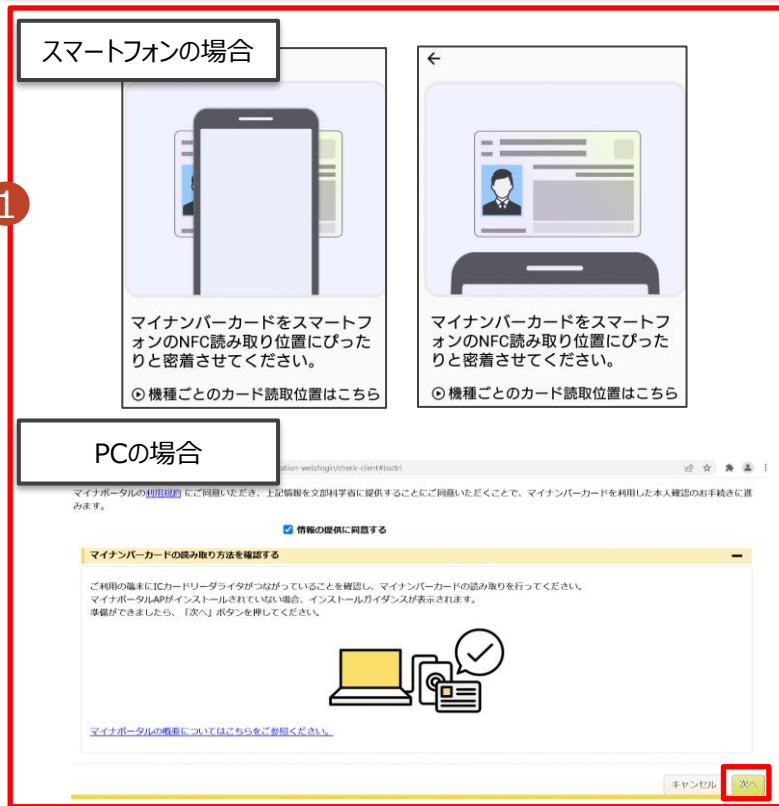 スマートフォンの場合
1
マイナンバーカードをスマートフ
ォンのNFC読み取り位置にぴった
りと密着させてください。
機種ごとのカード読取位置はこちら
マイナンバーカードをスマートフ
ォンのNFC読み取り位置にぴった
りと密着させてください。
機種ごとのカード読取位置はこちら
PCの場合
ation-web/login/check-client#bsctrl
マイナポータルの利用規約 にご同意いただき、上記情報を文部科学省に提供することにご同意いただくことで、マイナンバーカードを利用した本人確認のお手続きに進
みます。
情報の提供に同意する
マイナンバーカードの読み取り方法を確認する
ご利用の端末にICカードリーダライタがつながっていることを確認し、マイナンバーカードの読み取りを行ってください。
マイナポータルAPがインストールされていない場合、インストールガイダンスが表示されます。
準備ができましたら、「次へ」ボタンを押してください。
マイナポータルの概要についてはこちらをご参照ください。
キャンセル 次へ